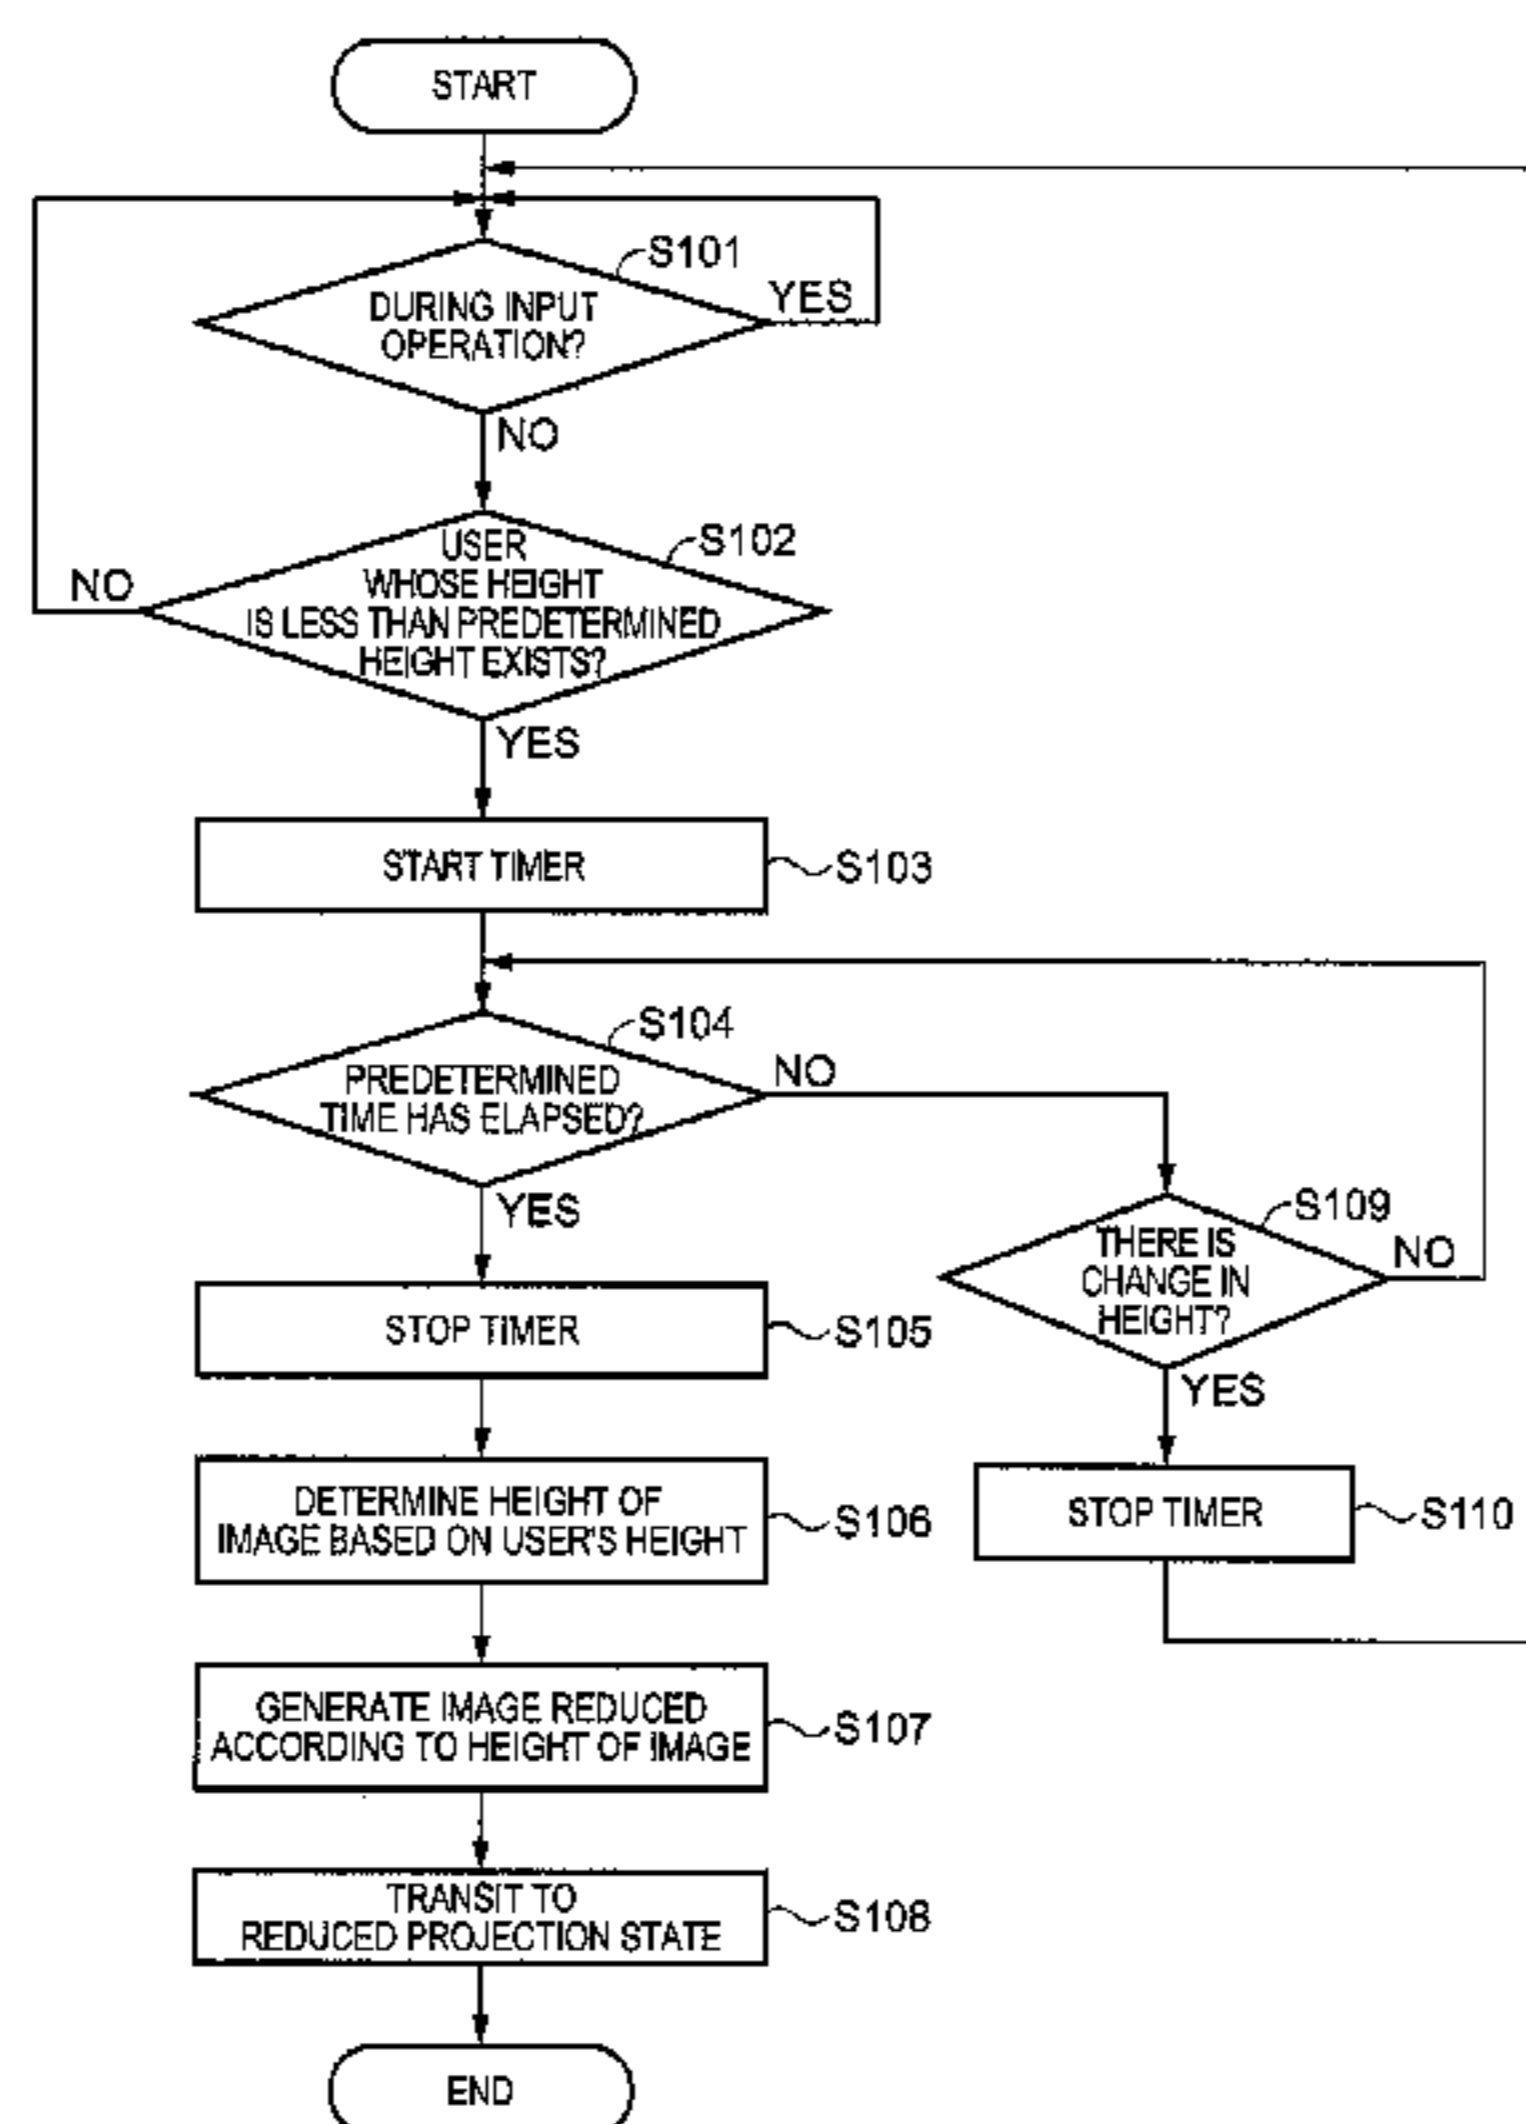 START
S101
DURING INPUT
OPERATION?
YES
NO
S102
USER
WHOSE HEIGHT
IS LESS THAN PREDETERMINED
HEIGHT EXISTS?
NO
YES
START TIMER
S103
S104
PREDETERMINED
TIME HAS ELAPSED?
NO
YES
S109
THERE IS
CHANGE IN
HEIGHT?
NO
YES
STOP TIMER
S105
STOP TIMER
S110
DETERMINE HEIGHT OF
IMAGE BASED ON USER'S HEIGHT
S106
GENERATE IMAGE REDUCED
ACCORDING TO HEIGHT OF IMAGE
S107
TRANSIT TO
REDUCED PROJECTION STATE
S108
END